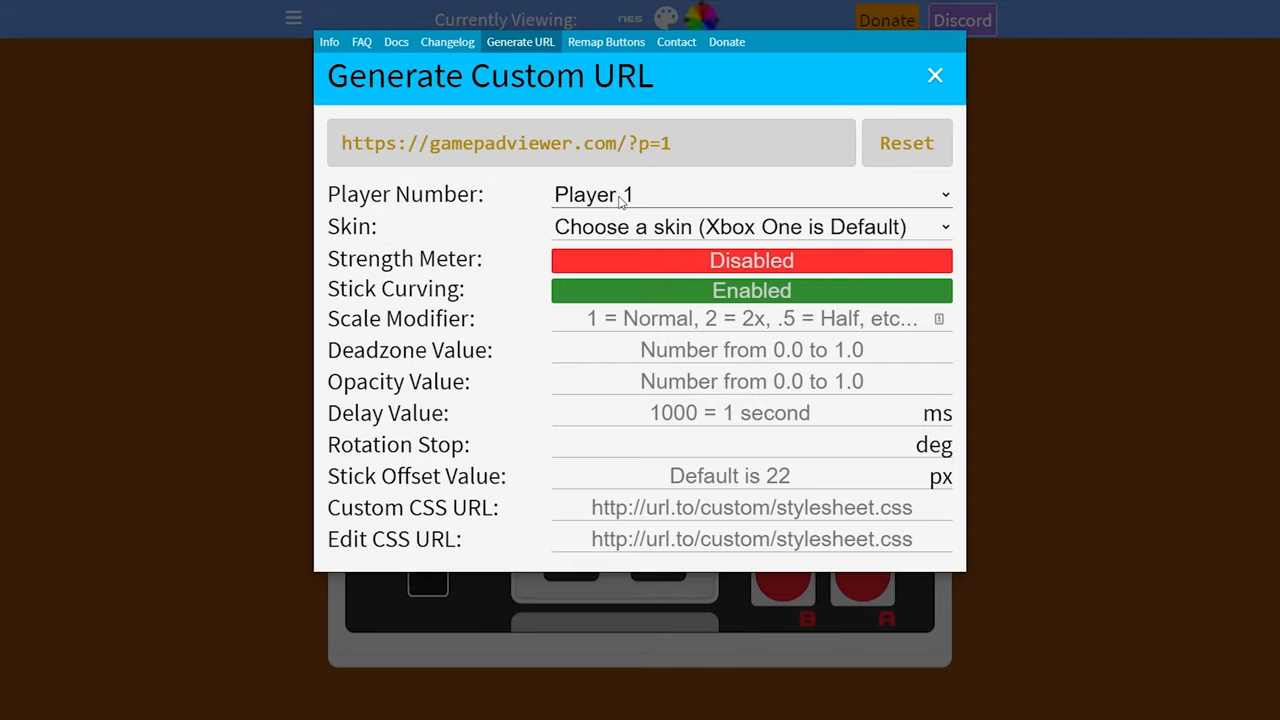 Currently Viewing: NES Donate Discord
Info FAQ Docs Changelog Generate URL Remap Buttons Contact Donate
Generate Custom URL
https://gamepadviewer.com/?p=1 Reset
Player Number: Player 1
Skin: Choose a skin (Xbox One is Default)
Strength Meter: Disabled
Stick Curving: Enabled
Scale Modifier: 1 = Normal, 2 = 2x, .5 = Half, etc...
Deadzone Value: Number from 0.0 to 1.0
Opacity Value: Number from 0.0 to 1.0
Delay Value: 1000 = 1 second ms
Rotation Stop: deg
Stick Offset Value: Default is 22 px
Custom CSS URL: http://url.to/custom/stylesheet.css
Edit CSS URL: http://url.to/custom/stylesheet.css
B A